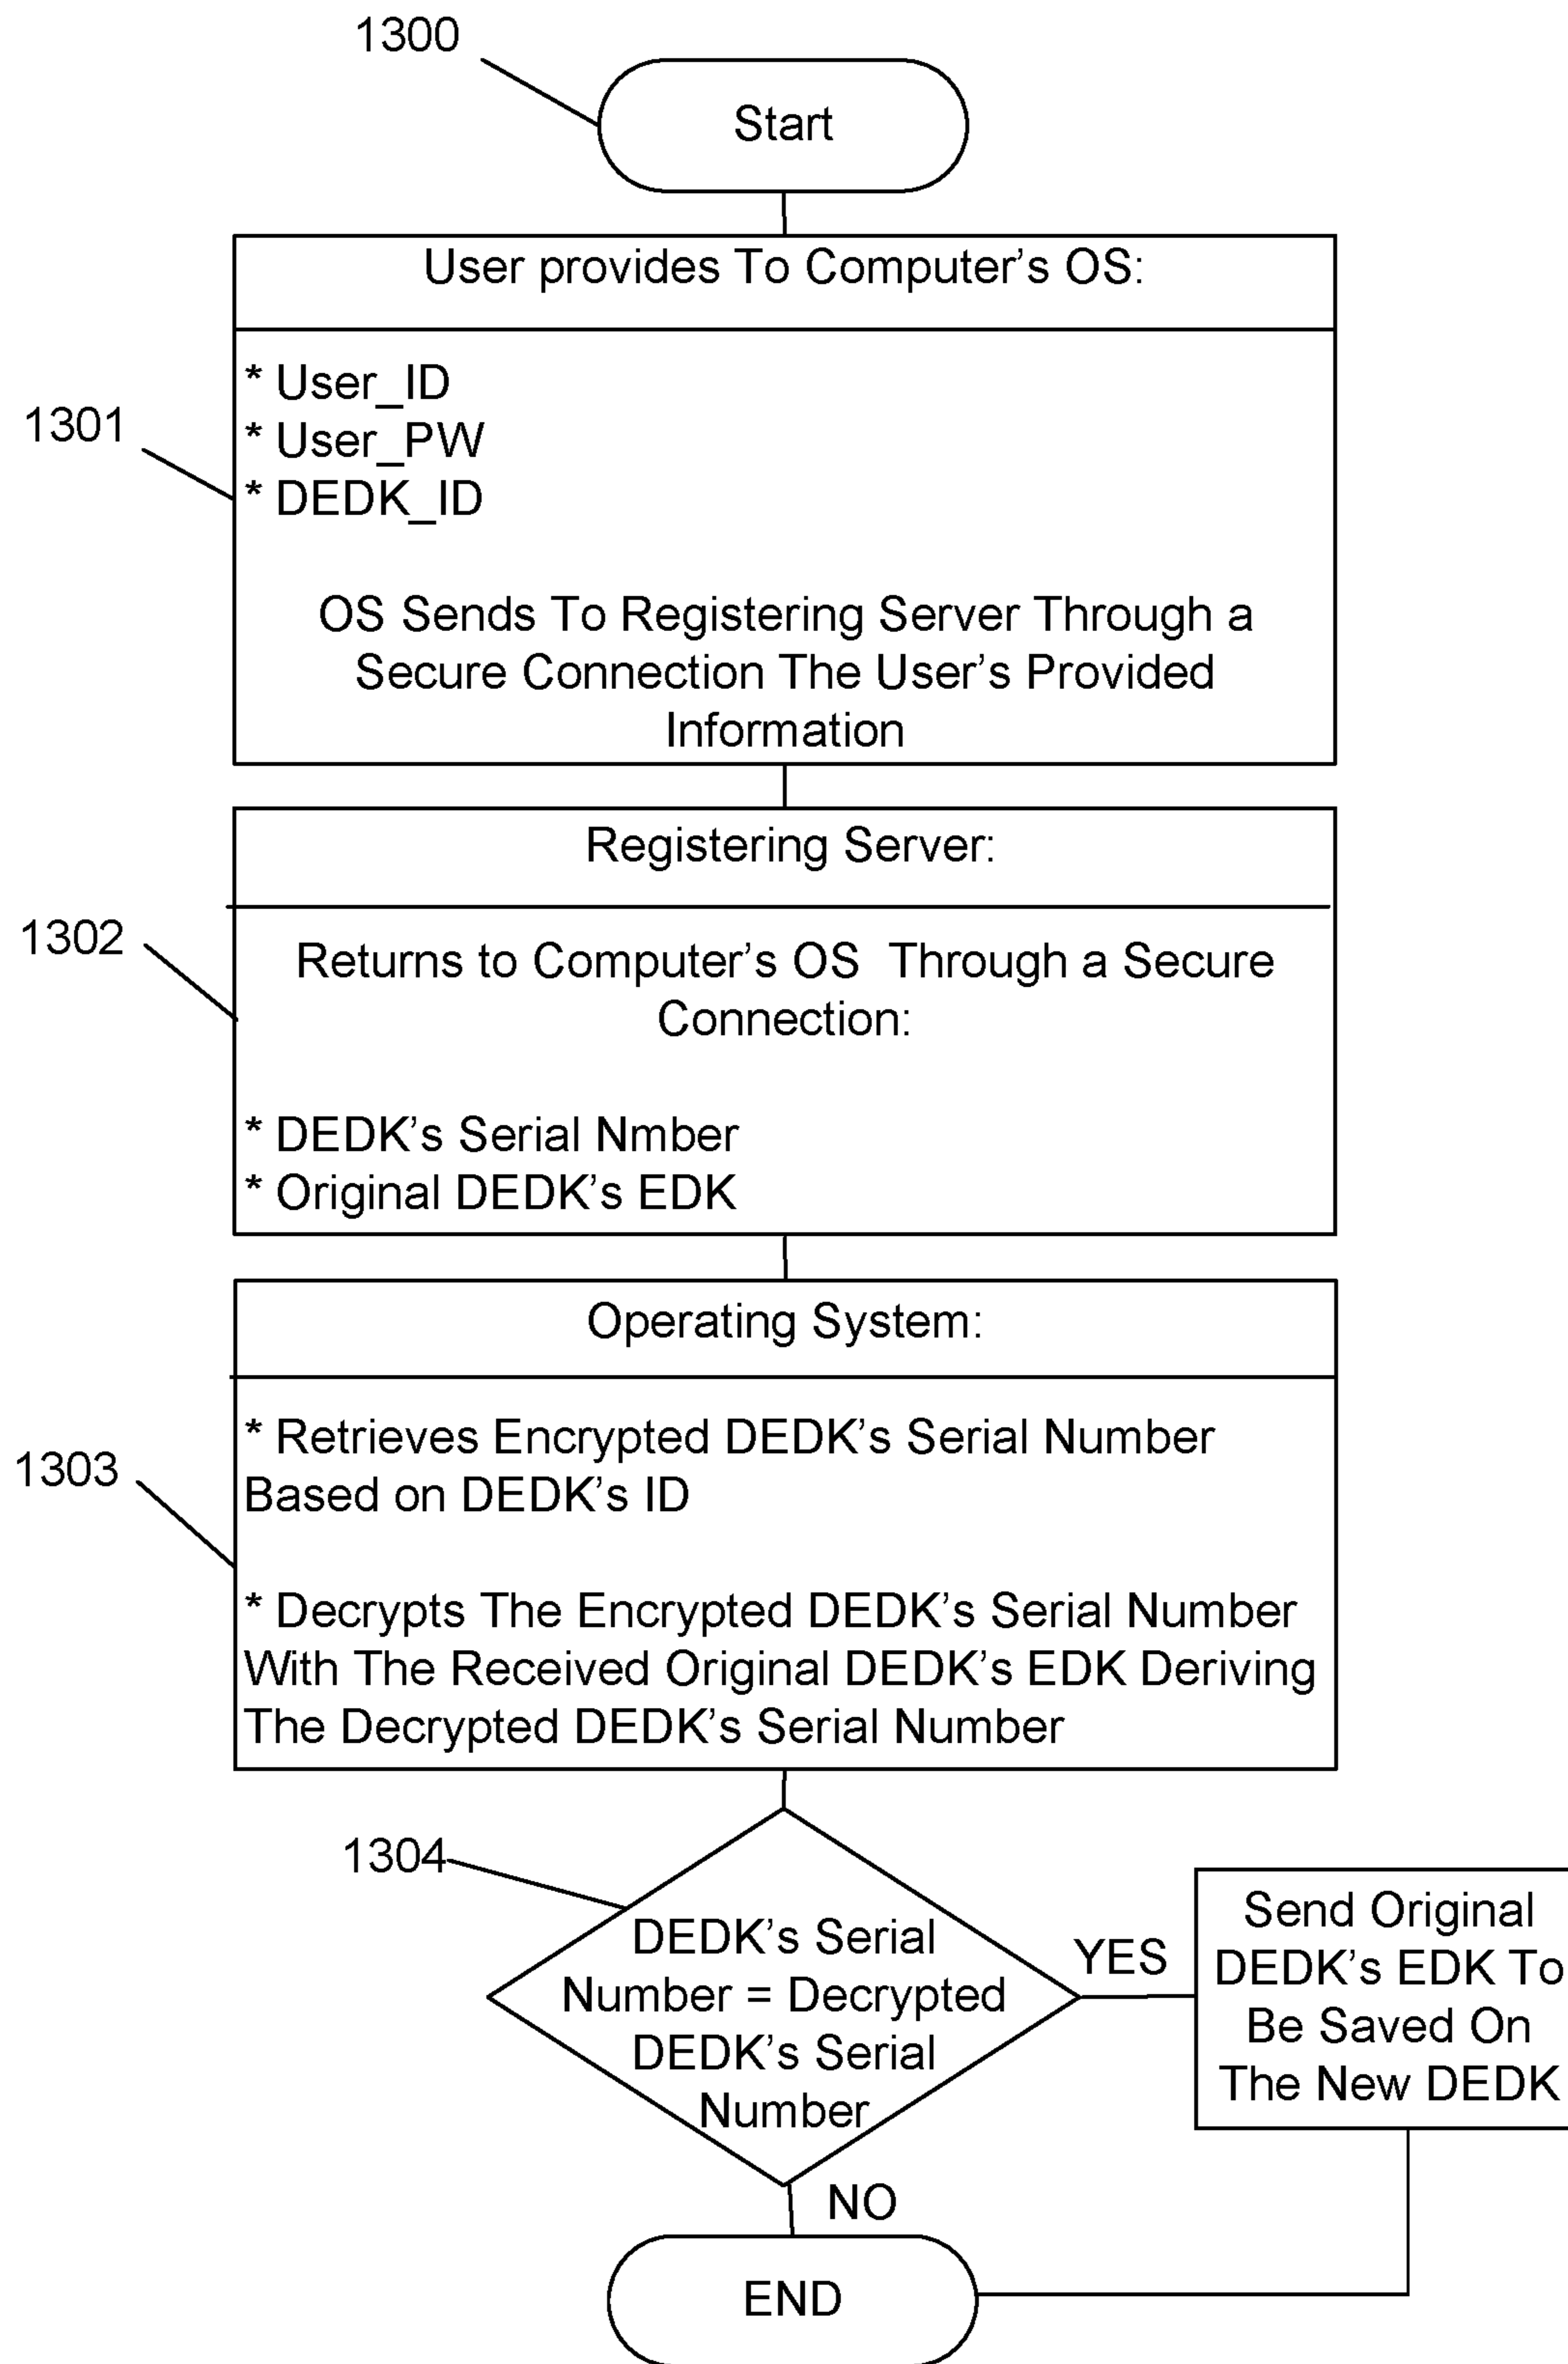 1300
Start
User provides To Computer's OS:
1301
* User_ID
* User_PW
* DEDK_ID
OS Sends To Registering Server Through a
Secure Connection The User's Provided
Information
Registering Server:
1302
Returns to Computer's OS Through a Secure
Connection:
* DEDK's Serial Nmber
* Original DEDK's EDK
Operating System:
1303
* Retrieves Encrypted DEDK's Serial Number
Based on DEDK's ID
* Decrypts The Encrypted DEDK's Serial Number
With The Received Original DEDK's EDK Deriving
The Decrypted DEDK's Serial Number
1304
DEDK's Serial
Number = Decrypted
DEDK's Serial
Number
YES
Send Original
DEDK's EDK To
Be Saved On
The New DEDK
NO
END